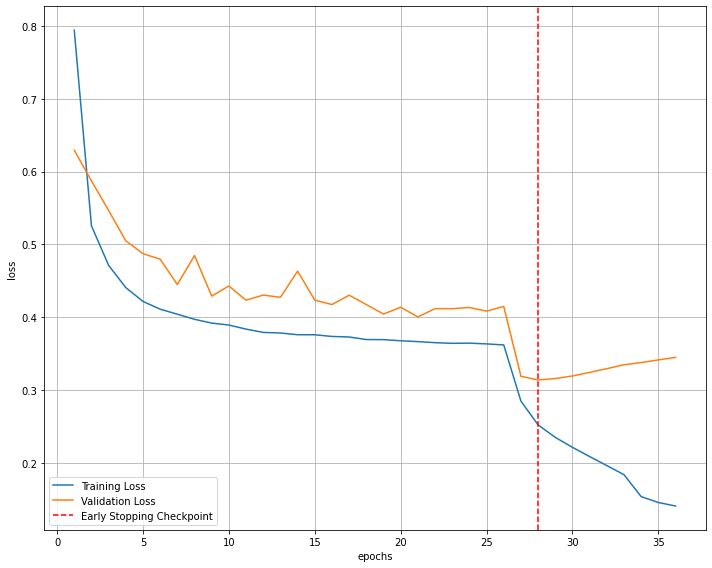 0.8
0.7
0.6
0.5
0.4
0.3
0.2
loss
Training Loss
Validation Loss
Early Stopping Checkpoint
0 5 10 15 20 25 30 35
epochs